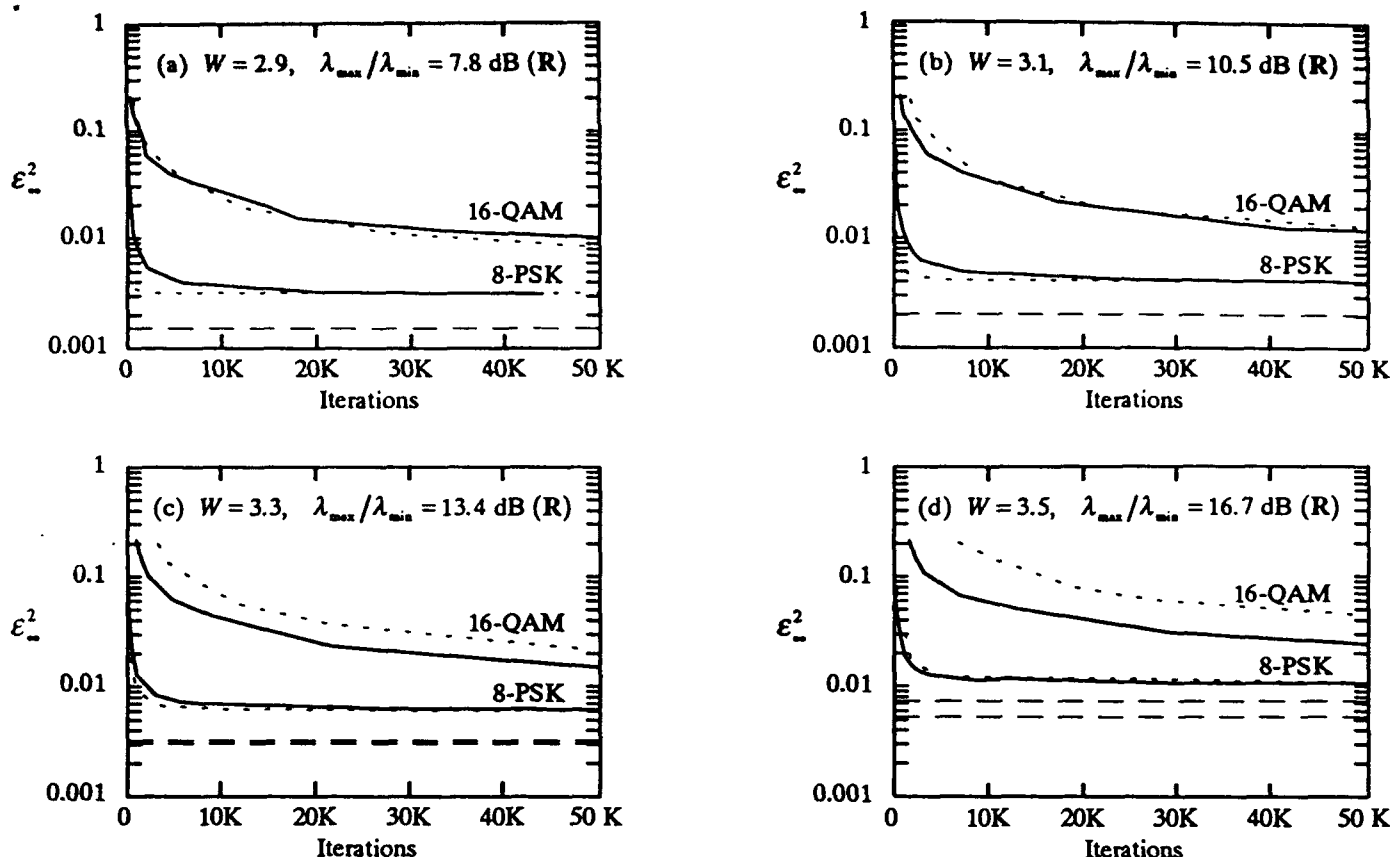 1
(a) W = 2.9, λmax/λmin = 7.8 dB (R)
0.1
ε²∞
16-QAM
0.01
8-PSK
0.001
0 10K 20K 30K 40K 50 K
Iterations
1
(b) W = 3.1, λmax/λmin = 10.5 dB (R)
0.1
ε²∞
16-QAM
0.01
8-PSK
0.001
0 10K 20K 30K 40K 50 K
Iterations
1
(c) W = 3.3, λmax/λmin = 13.4 dB (R)
0.1
16-QAM
ε²∞
8-PSK
0.01
0.001
0 10K 20K 30K 40K 50 K
Iterations
1
(d) W = 3.5, λmax/λmin = 16.7 dB (R)
0.1
16-QAM
ε²∞
8-PSK
0.01
0.001
0 10K 20K 30K 40K 50 K
Iterations